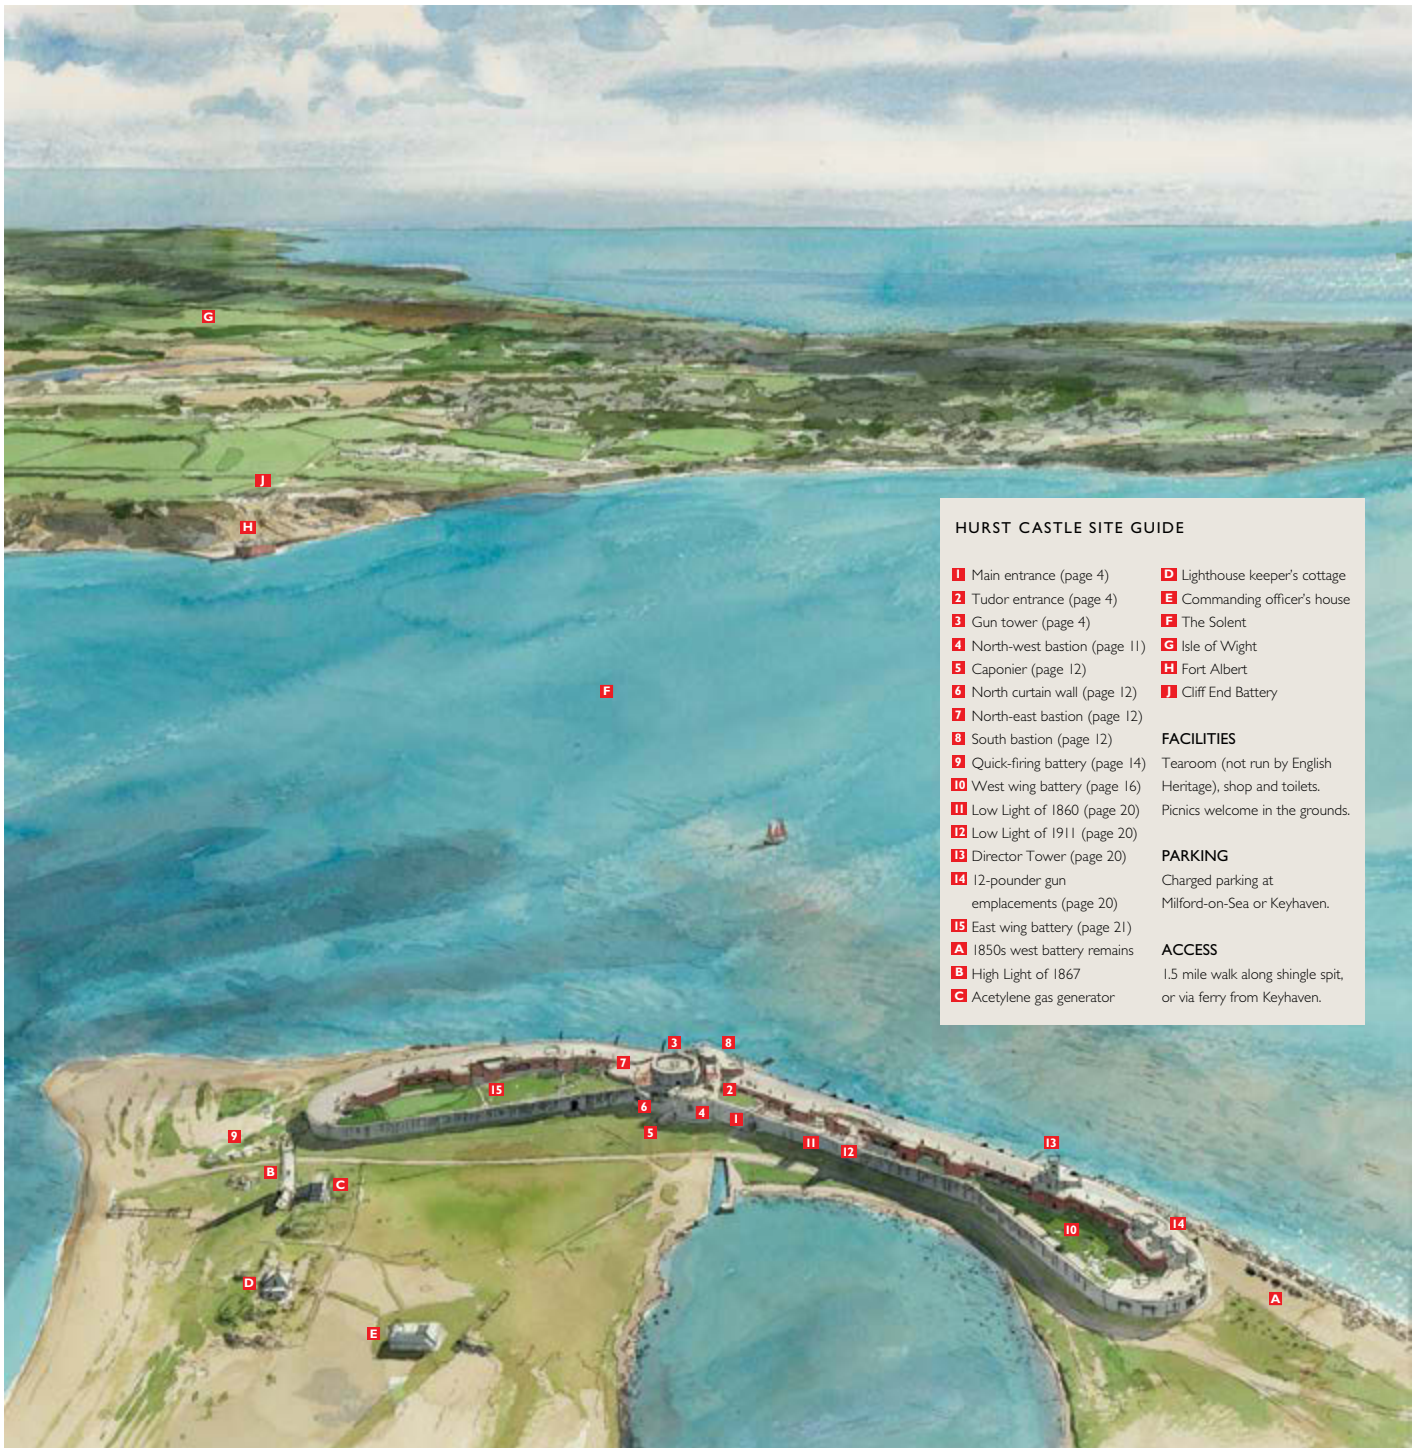 G
J
H
F
HURST CASTLE SITE GUIDE
1 Main entrance (page 4)
2 Tudor entrance (page 4)
3 Gun tower (page 4)
4 North-west bastion (page 11)
5 Caponier (page 12)
6 North curtain wall (page 12)
7 North-east bastion (page 12)
8 South bastion (page 12)
9 Quick-firing battery (page 14)
10 West wing battery (page 16)
11 Low Light of 1860 (page 20)
12 Low Light of 1911 (page 20)
13 Director Tower (page 20)
14 12-pounder gun
emplacements (page 20)
15 East wing battery (page 21)
A 1850s west battery remains
B High Light of 1867
C Acetylene gas generator
D Lighthouse keeper's cottage
E Commanding officer's house
F The Solent
G Isle of Wight
H Fort Albert
J Cliff End Battery
FACILITIES
Tearoom (not run by English
Heritage), shop and toilets.
Picnics welcome in the grounds.
PARKING
Charged parking at
Milford-on-Sea or Keyhaven.
ACCESS
1.5 mile walk along shingle spit,
or via ferry from Keyhaven.
3
8
7
15
2
6
4
1
5
9
11
12
13
B
C
14
10
D
A
E